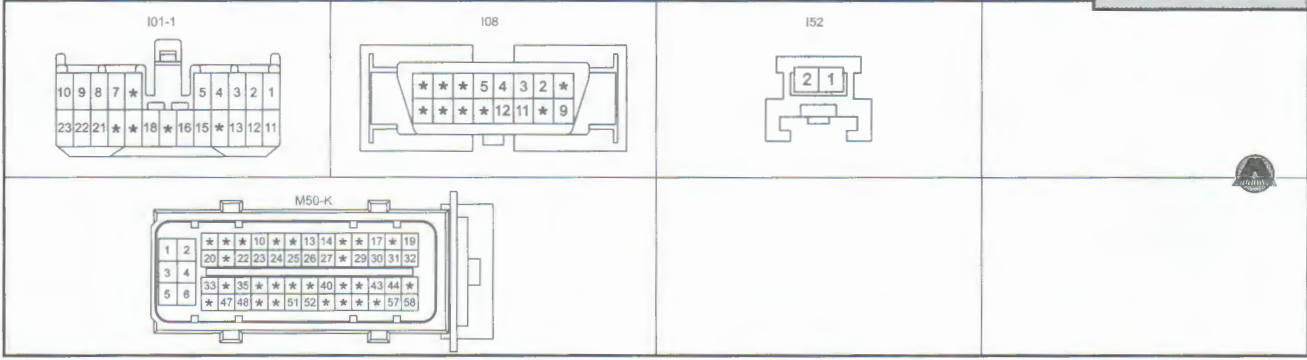 I01-1
I08
I52
10 9 8 7 * 5 4 3 2 1
23 22 21 * * 18 * 16 15 * 13 12 11
* * * 5 4 3 2 *
* * * * 12 11 * 9
2 1
M50-K
1 2
3 4
5 6
* * * 10 * * 13 14 * * 17 * 19
20 * 22 23 24 25 26 27 * 29 30 31 32
33 * 35 * * * * 40 * * 43 44 *
* 47 48 * * 51 52 * * * * 57 58